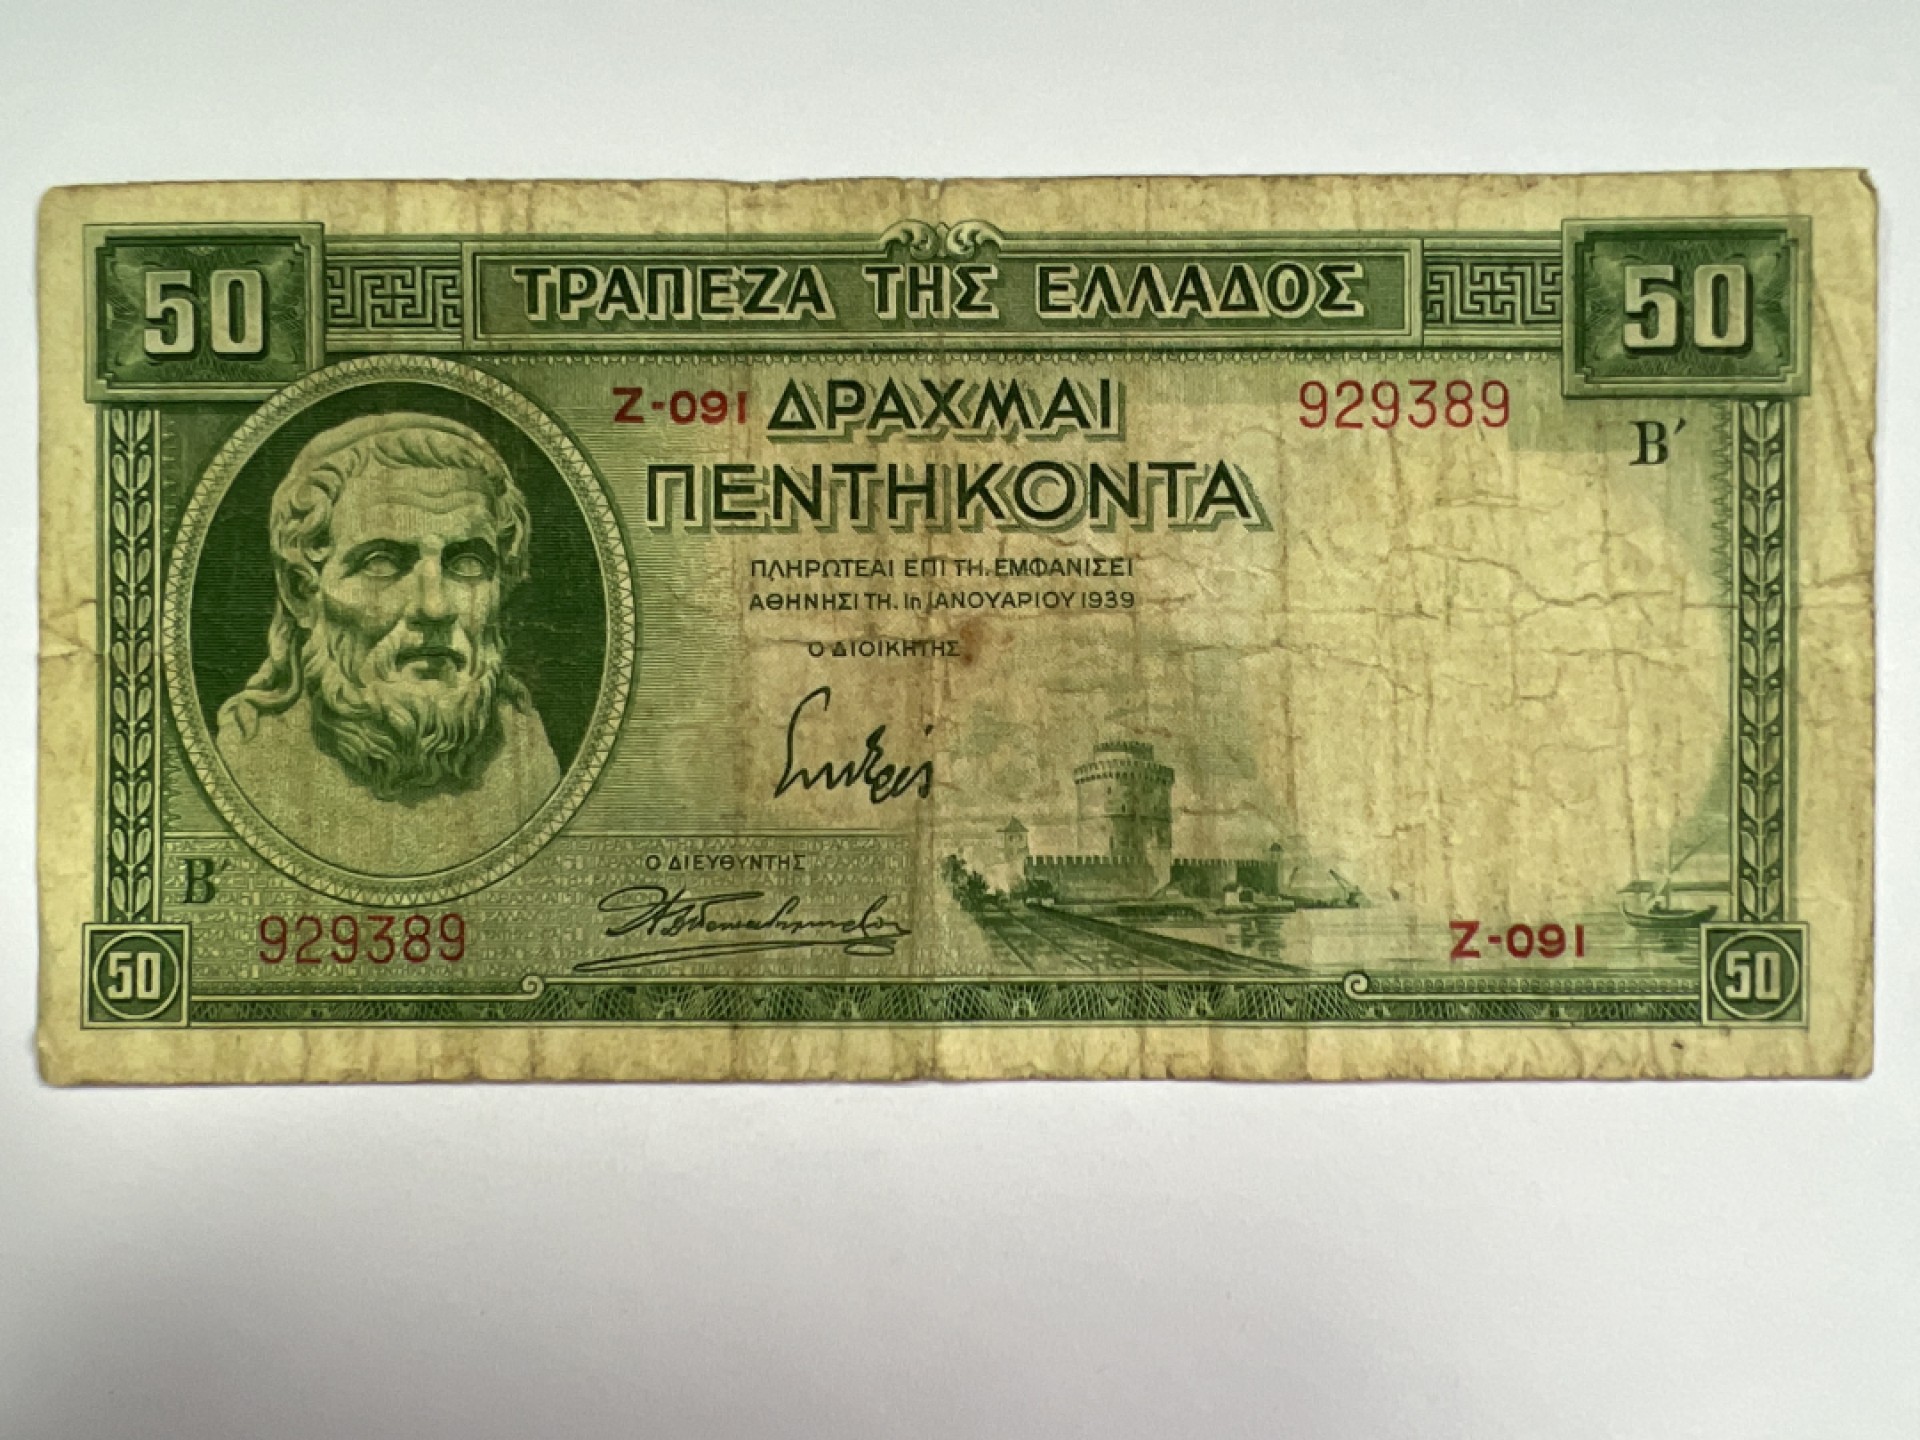 50 ΤΡΑΠΕΖΑ ΤΗΣ ΕΛΛΑΔΟΣ 50
Z-091 ΔΡΑΧΜΑΙ 929389
Β′
ΠΕΝΤΗΚΟΝΤΑ
ΠΛΗΡΩΤΕΑΙ ΕΠΙ ΤΗ. ΕΜΦΑΝΙΣΕΙ
ΑΘΗΝΗΣΙ ΤΗ. 1η ΙΑΝΟΥΑΡΙΟΥ 1939
Ο ΔΙΟΙΚΗΤΗΣ
Ο ΔΙΕΥΘΥΝΤΗΣ
Β′
929389 Z-091
50 50